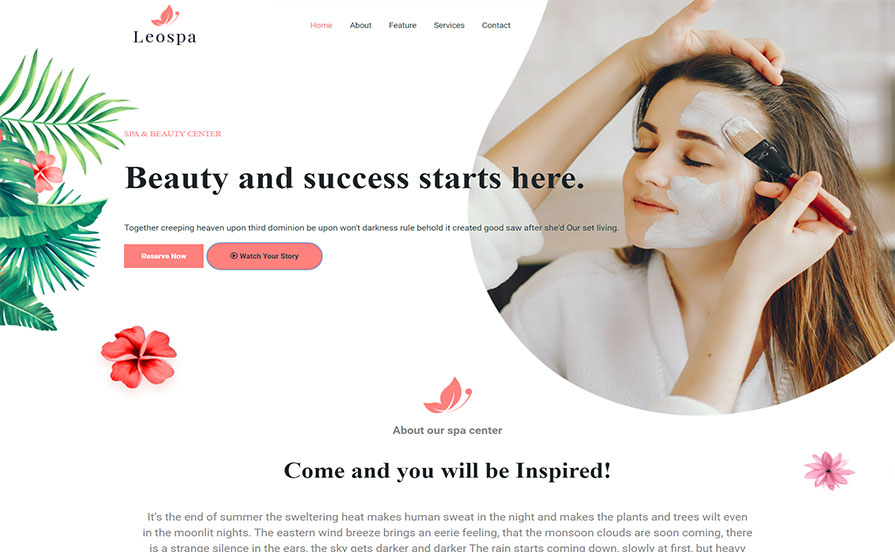 Leospa
Home About Feature Services Contact
SPA & BEAUTY CENTER
Beauty and success starts here.
Together creeping heaven upon third dominion be upon won't darkness rule behold it created good saw after she'd Our set living.
Reserve Now Watch Your Story
About our spa center
Come and you will be Inspired!
It's the end of summer the sweltering heat makes human sweat in the night and makes the plants and trees wilt even
in the moonlit nights. The eastern wind breeze brings an eerie feeling, that the monsoon clouds are soon coming, there
is a strange silence in the ears, the sky gets darker and darker The rain starts coming down, slowly at first, but heavy